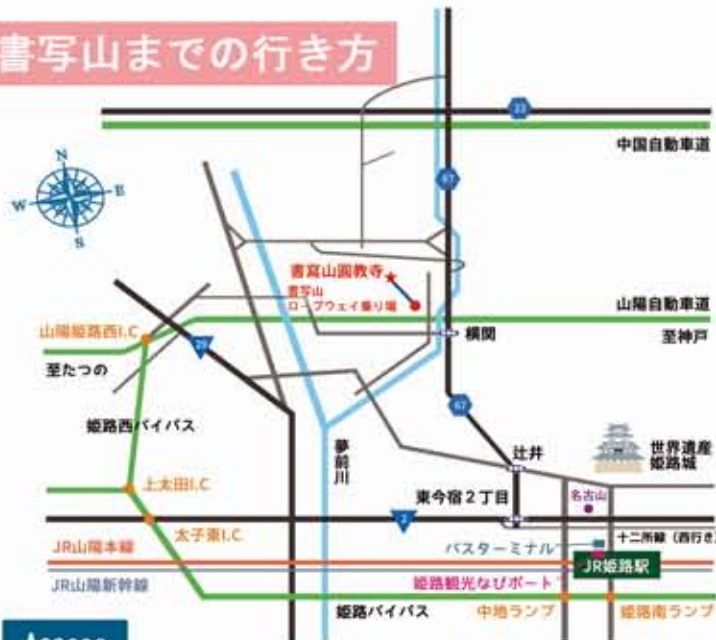 書写山までの行き方
23
中国自動車道
N
W
E
S
67
書寫山圓教寺
書写山
ロープウェイ乗り場
山陽自動車道
山陽姫路西I.C
横関
至神戸
29
至たつの
67
姫路西バイパス
夢前川
辻井
世界遺産
姫路城
上太田I.C
東今宿2丁目
名古山
2
太子東I.C
十二所線(西行き
JR山陽本線
バスターミナル
JR姫路駅
JR山陽新幹線
姫路観光なびポート
姫路バイパス
中地ランプ
姫路南ランプ